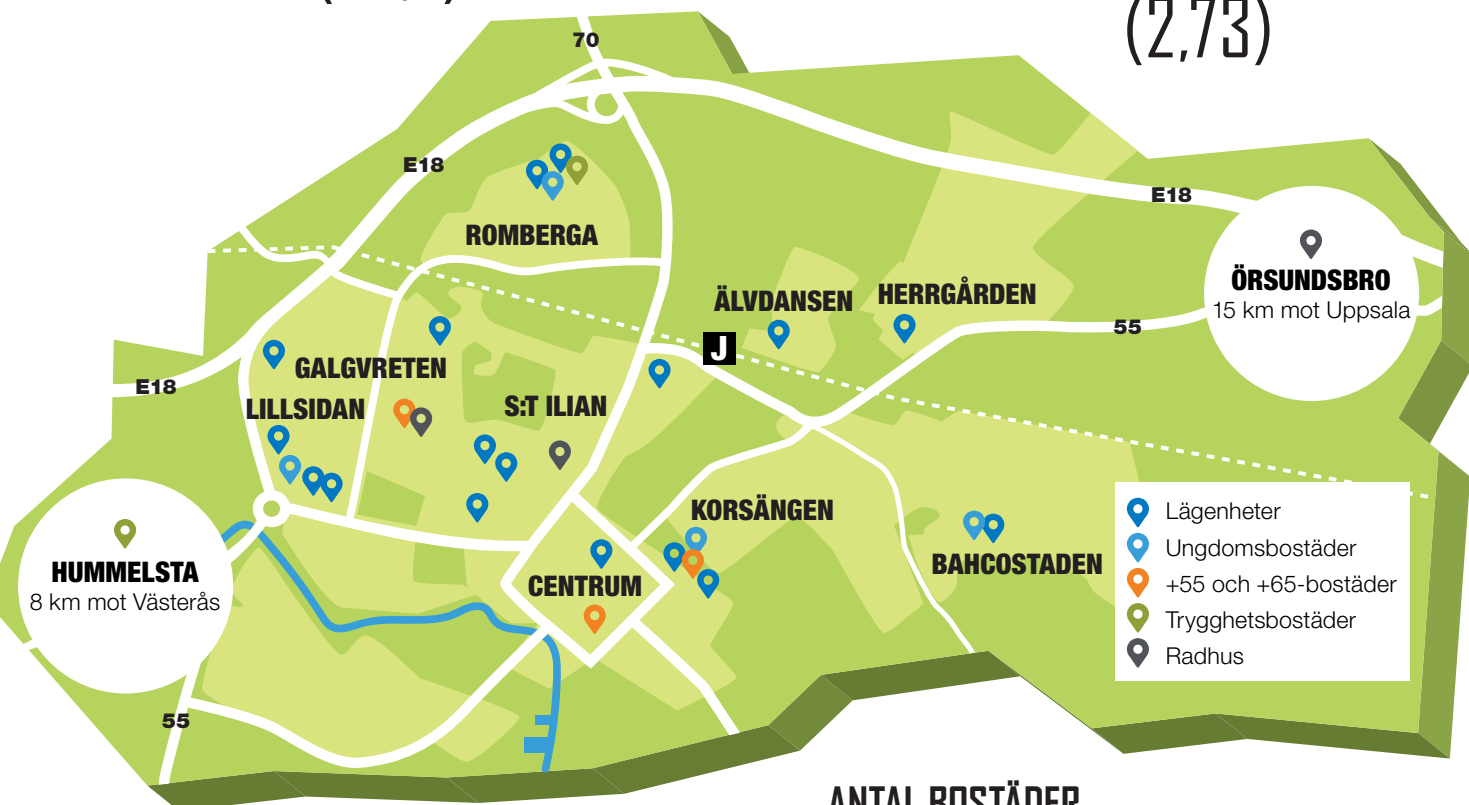 (2,73)
70
E18
ROMBERGA
E18
ÄLVDANSEN
HERRGÅRDEN
ÖRSUNDSBRO
15 km mot Uppsala
55
J
GALGVRETEN
E18
LILLSIDAN
S:T ILIAN
KORSÄNGEN
BAHCOSTADEN
CENTRUM
HUMMELSTA
8 km mot Västerås
55
Lägenheter
Ungdomsbostäder
+55 och +65-bostäder
Trygghetsbostäder
Radhus
ANTAL BOSTÄDER